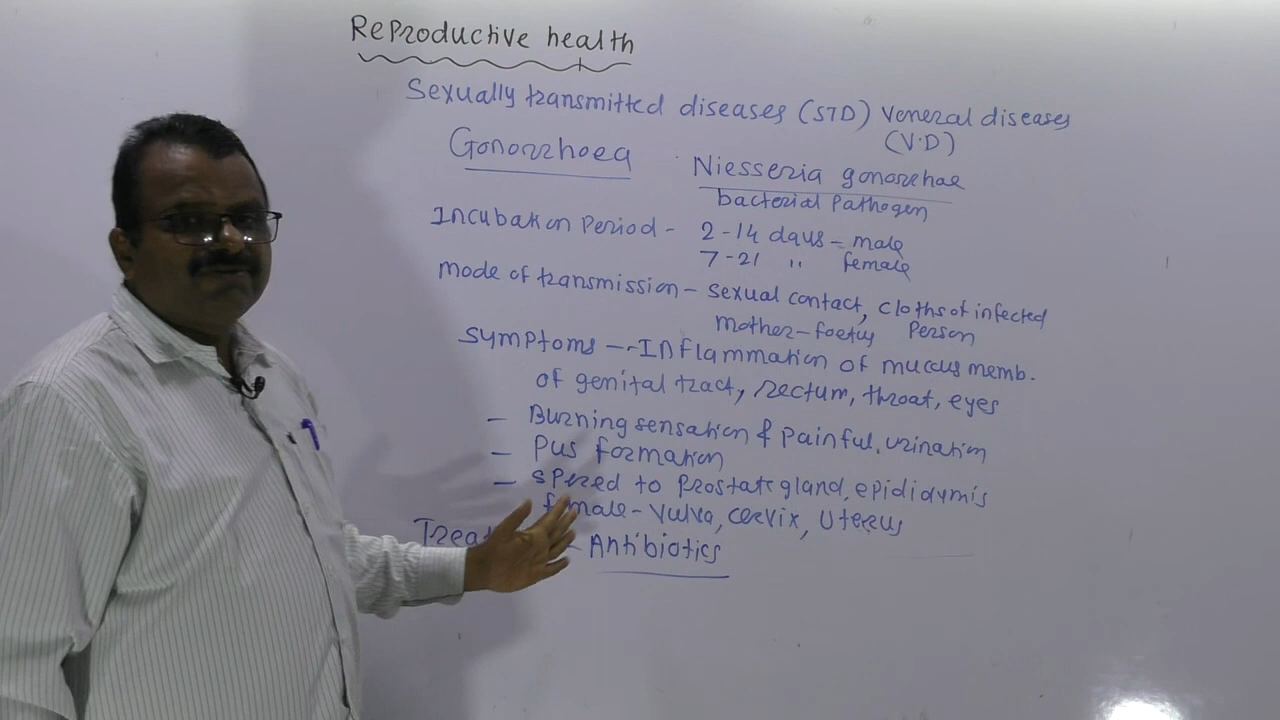 Reproductive health
Sexually transmitted diseases (STD) Veneral diseases
(V.D)
Gonorrhoea Niesseria gonorrhae
bacterial Pathogen
Incubation Period - 2-14 days - male
7-21 " female
Mode of transmission - sexual contact, cloths of infected
Mother-foetus Person
Symptoms - Inflammation of mucus memb.
of genital tract, rectum, throat, eyes
- Burning sensation & Painful urination
- Pus formation
- Spred to Prostate gland, epididymis
female - vulva, cervix, Uterus
- Antibiotics